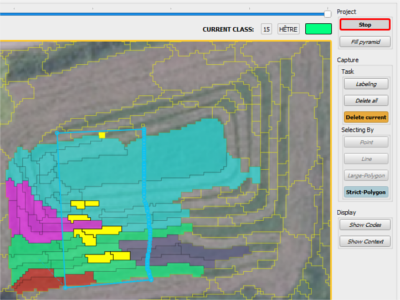 Project
CURRENT CLASS: 15 HÊTRE
Stop
Fill pyramid
Capture
Task
Labeling
Delete all
Delete current
Selecting By
Point
Line
Large-Polygon
Strict-Polygon
Display
Show Codes
Show Context